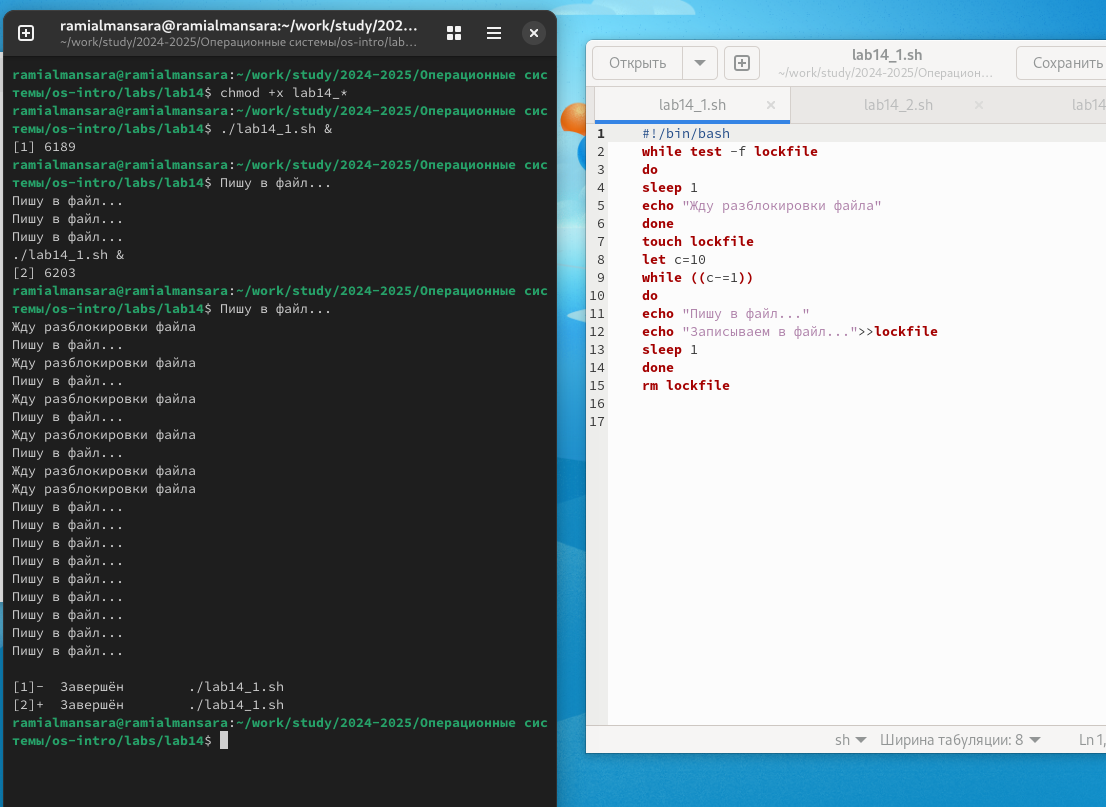 ramialmansara@ramialmansara:~/work/study/202...
~/work/study/2024-2025/Операционные системы/os-intro/lab...
ramialmansara@ramialmansara:~/work/study/2024-2025/Операционные сис
темы/os-intro/labs/lab14$ chmod +x lab14_*
ramialmansara@ramialmansara:~/work/study/2024-2025/Операционные сис
темы/os-intro/labs/lab14$ ./lab14_1.sh &
[1] 6189
ramialmansara@ramialmansara:~/work/study/2024-2025/Операционные сис
темы/os-intro/labs/lab14$ Пишу в файл...
Пишу в файл...
Пишу в файл...
Пишу в файл...
./lab14_1.sh &
[2] 6203
ramialmansara@ramialmansara:~/work/study/2024-2025/Операционные сис
темы/os-intro/labs/lab14$ Пишу в файл...
Жду разблокировки файла
Пишу в файл...
Жду разблокировки файла
Пишу в файл...
Жду разблокировки файла
Пишу в файл...
Жду разблокировки файла
Пишу в файл...
Жду разблокировки файла
Жду разблокировки файла
Пишу в файл...
Пишу в файл...
Пишу в файл...
Пишу в файл...
Пишу в файл...
Пишу в файл...
Пишу в файл...
Пишу в файл...
Пишу в файл...
[1]-  Завершён        ./lab14_1.sh
[2]+  Завершён        ./lab14_1.sh
ramialmansara@ramialmansara:~/work/study/2024-2025/Операционные сис
темы/os-intro/labs/lab14$
Открыть
lab14_1.sh
~/work/study/2024-2025/Операцион...
Сохранить
lab14_1.sh
lab14_2.sh
lab14
1 #!/bin/bash
2 while test -f lockfile
3 do
4 sleep 1
5 echo "Жду разблокировки файла"
6 done
7 touch lockfile
8 let c=10
9 while ((c-=1))
10 do
11 echo "Пишу в файл..."
12 echo "Записываем в файл...">>lockfile
13 sleep 1
14 done
15 rm lockfile
16
17
sh
Ширина табуляции: 8
Ln 1,